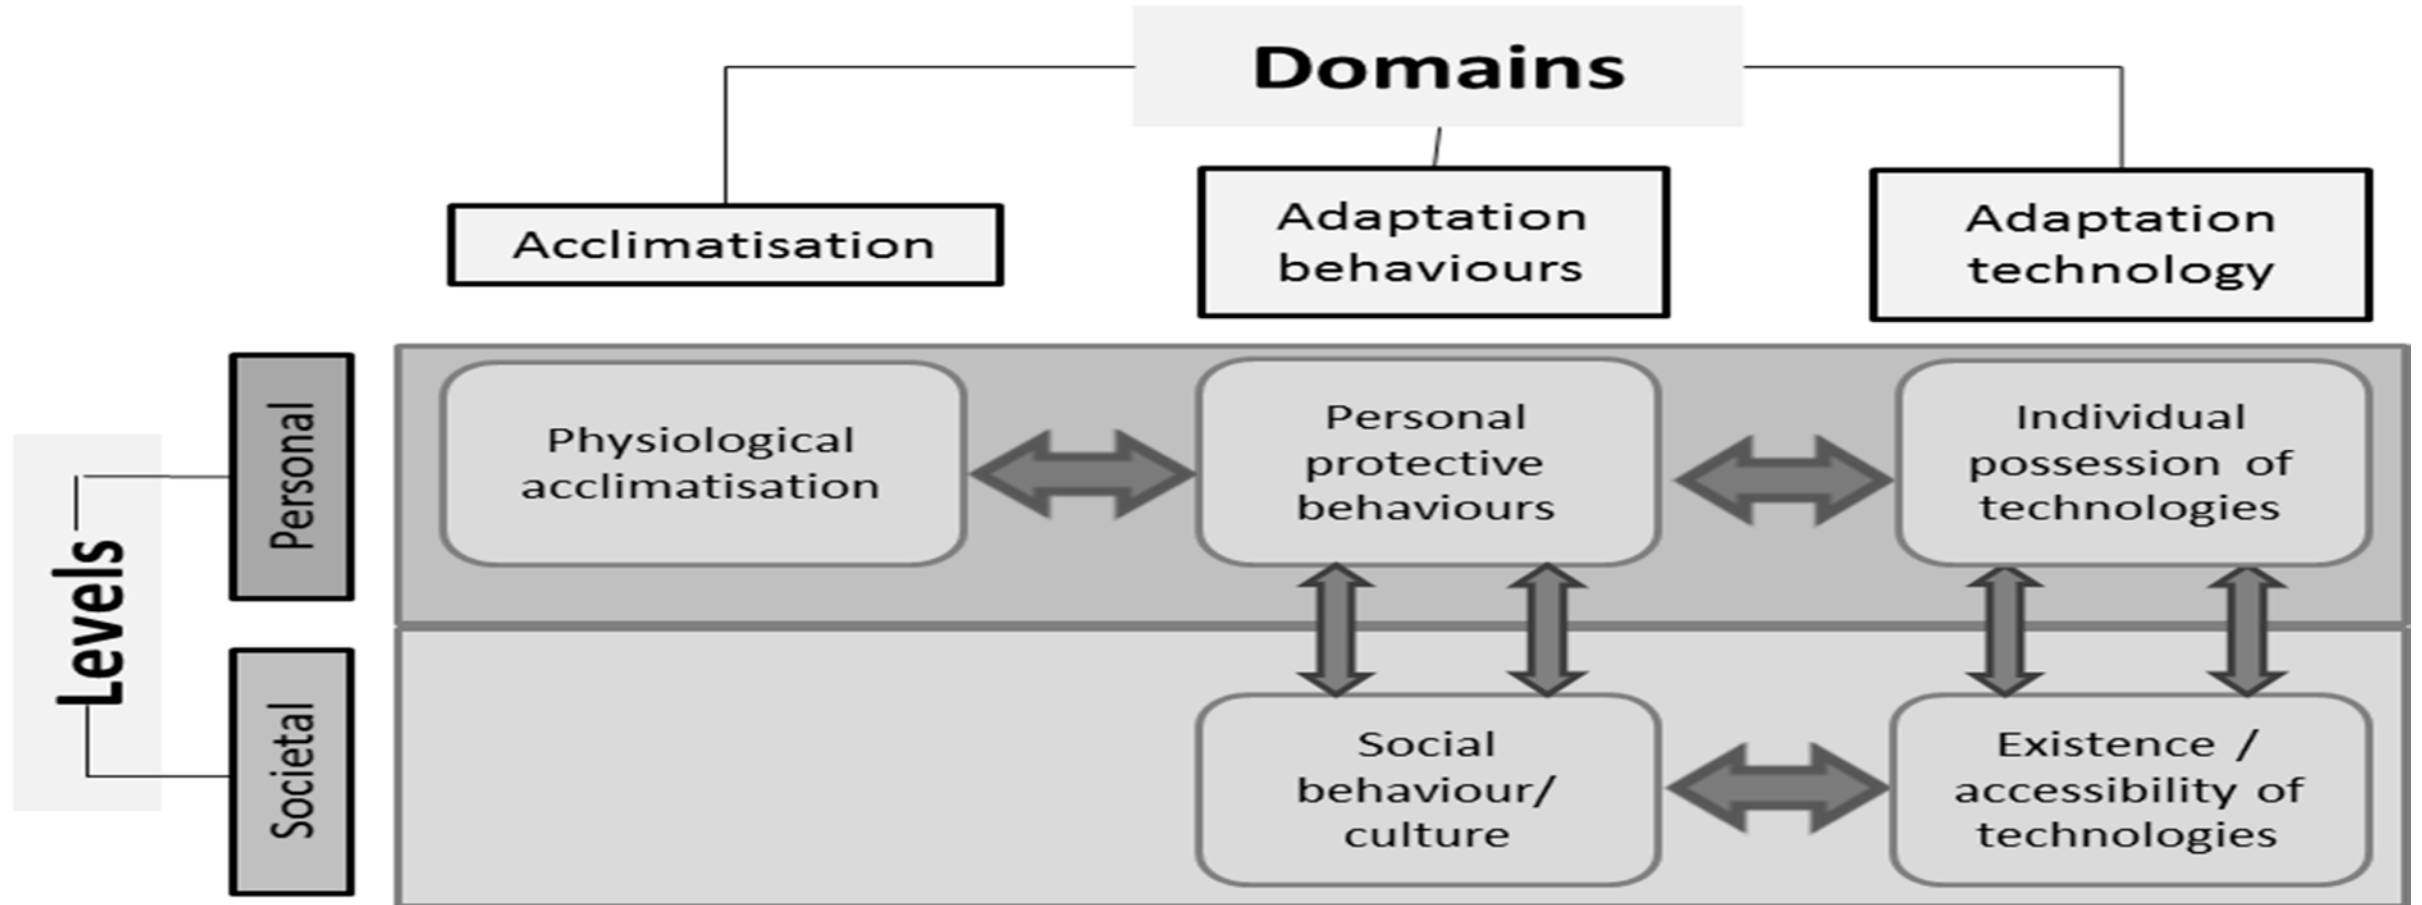 Domains
Acclimatisation
Adaptation
behaviours
Adaptation
technology
Levels
Personal
Physiological
acclimatisation
Personal
protective
behaviours
Individual
possession of
technologies
Societal
Social
behaviour/
culture
Existence /
accessibility of
technologies